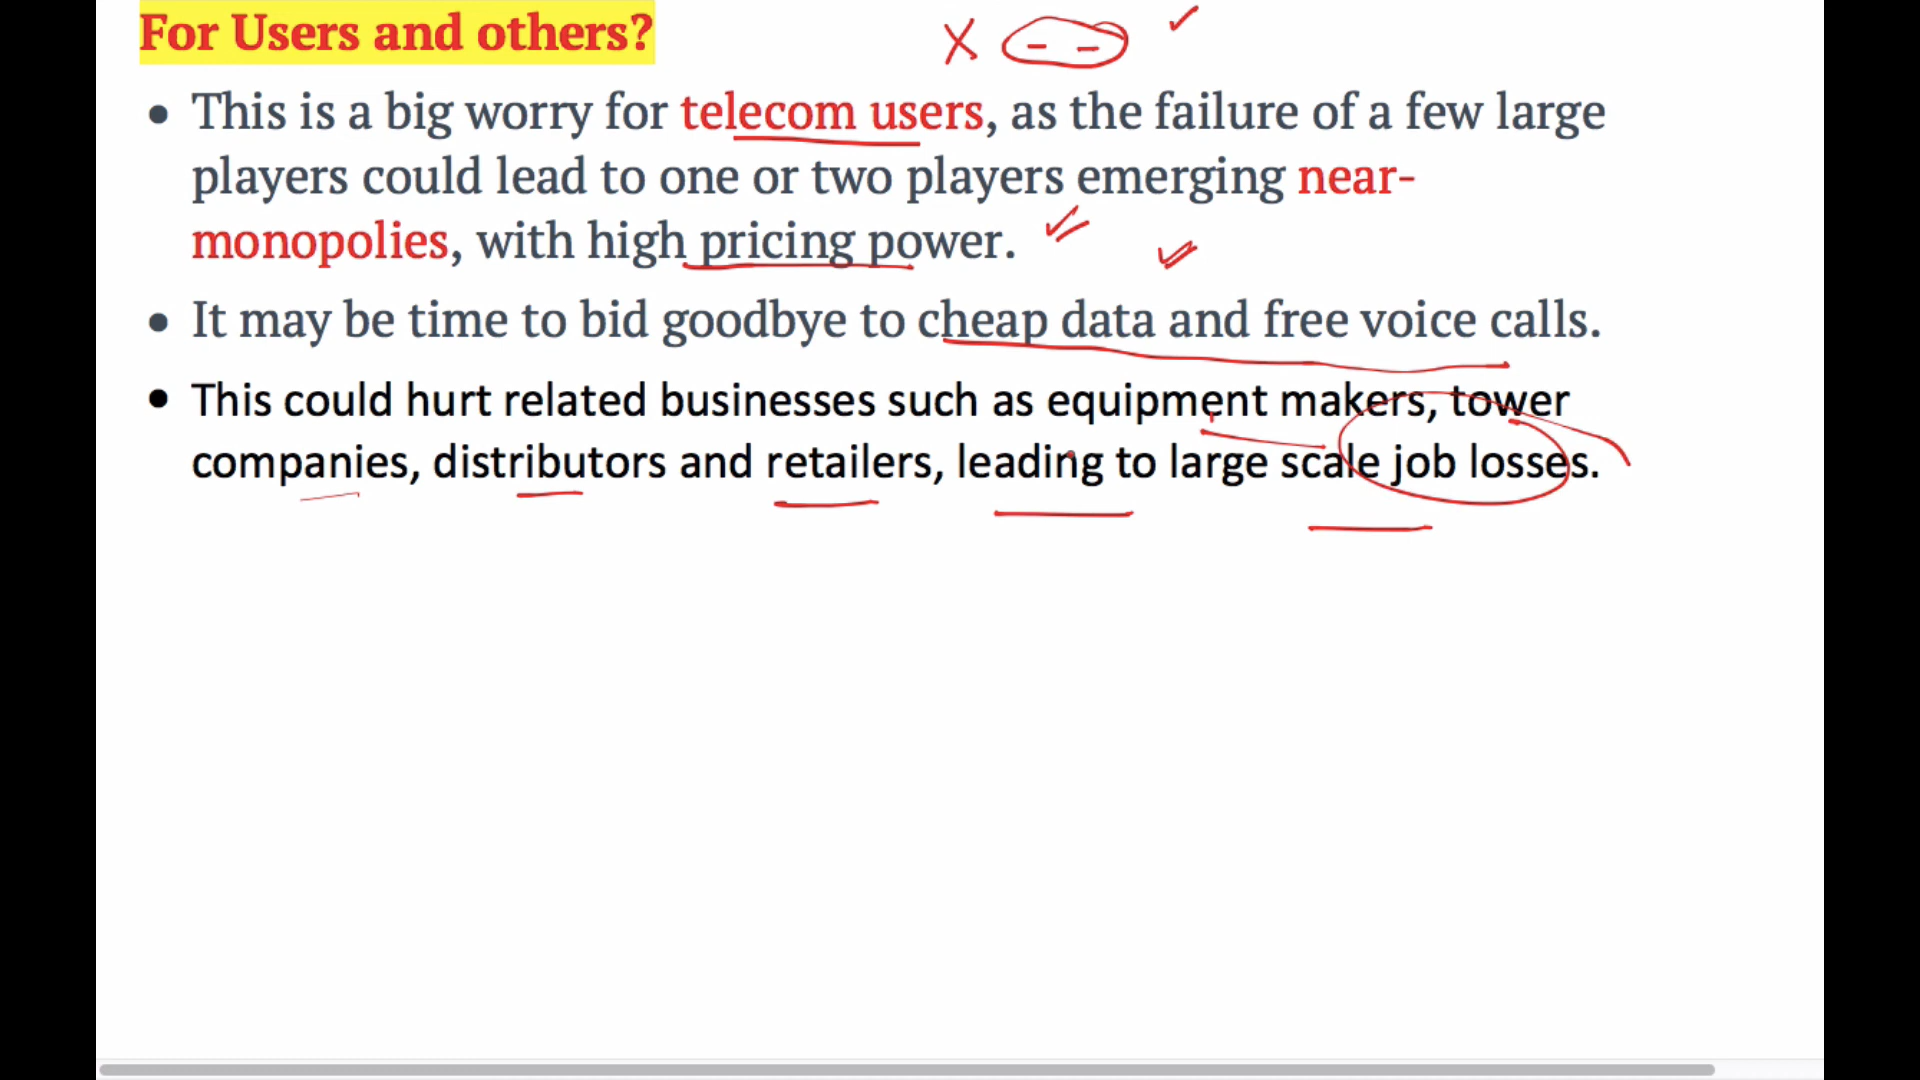 For Users and others?
• This is a big worry for telecom users, as the failure of a few large
players could lead to one or two players emerging near-
monopolies, with high pricing power.
• It may be time to bid goodbye to cheap data and free voice calls.
• This could hurt related businesses such as equipment makers, tower
companies, distributors and retailers, leading to large scale job losses.